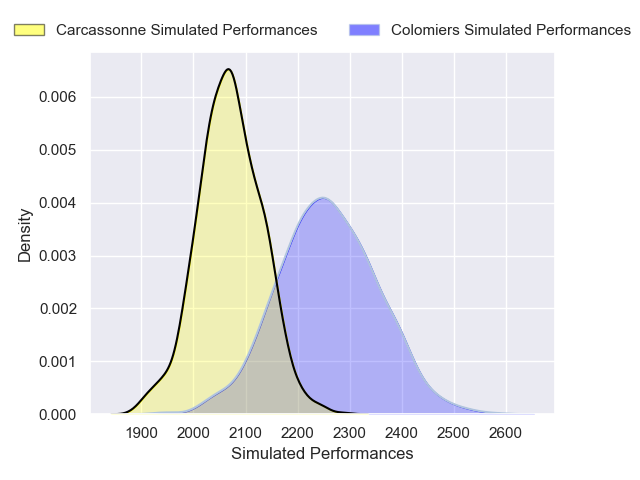 Carcassonne Simulated Performances
Colomiers Simulated Performances
0.006
0.005
0.004
0.003
0.002
0.001
0.000
Density
1900 2000 2100 2200 2300 2400 2500 2600
Simulated Performances